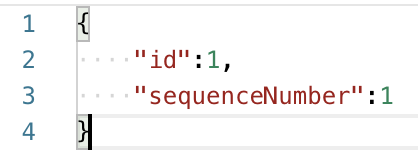 1 {
2     "id":1,
3     "sequenceNumber":1
4 }